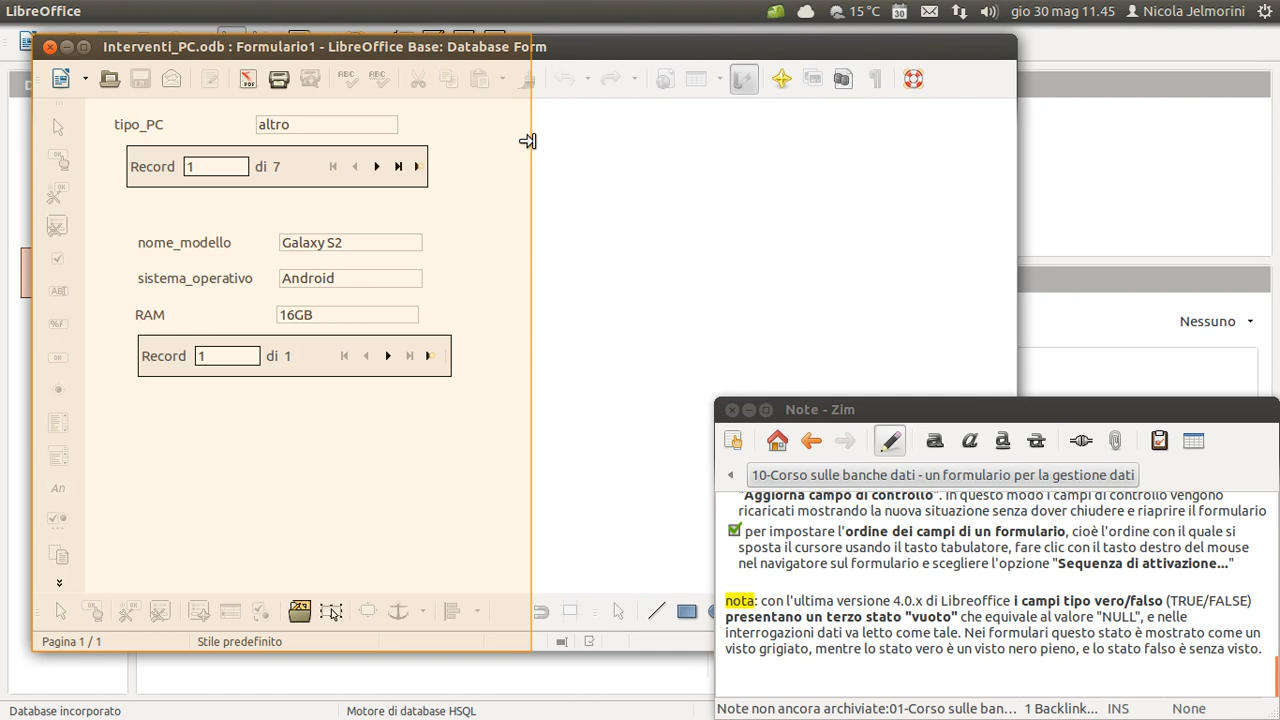 LibreOffice
15 °C
30
gio 30 mag 11.45
Nicola Jelmorini
Interventi_PC.odb : Formulario1 - LibreOffice Base: Database Form
tipo_PC
altro
Record
1
di 7
nome_modello
Galaxy S2
sistema_operativo
Android
RAM
16GB
Record
1
di 1
Pagina 1 / 1
Stile predefinito
Nessuno
Note - Zim
10-Corso sulle banche dati - un formulario per la gestione dati
"Aggiorna campo di controllo". In questo modo i campi di controllo vengono
ricaricati mostrando la nuova situazione senza dover chiudere e riaprire il formulario
per impostare l'ordine dei campi di un formulario, cioè l'ordine con il quale si
sposta il cursore usando il tasto tabulatore, fare clic con il tasto destro del mouse
nel navigatore sul formulario e scegliere l'opzione "Sequenza di attivazione..."
nota: con l'ultima versione 4.0.x di Libreoffice i campi tipo vero/falso (TRUE/FALSE)
presentano un terzo stato "vuoto" che equivale al valore "NULL", e nelle
interrogazioni dati va letto come tale. Nei formulari questo stato è mostrato come un
visto grigiato, mentre lo stato vero è un visto nero pieno, e lo stato falso è senza visto.
Note non ancora archiviate:01-Corso sulle ban...
1 Backlink...
INS
None
Database incorporato
Motore di database HSQL